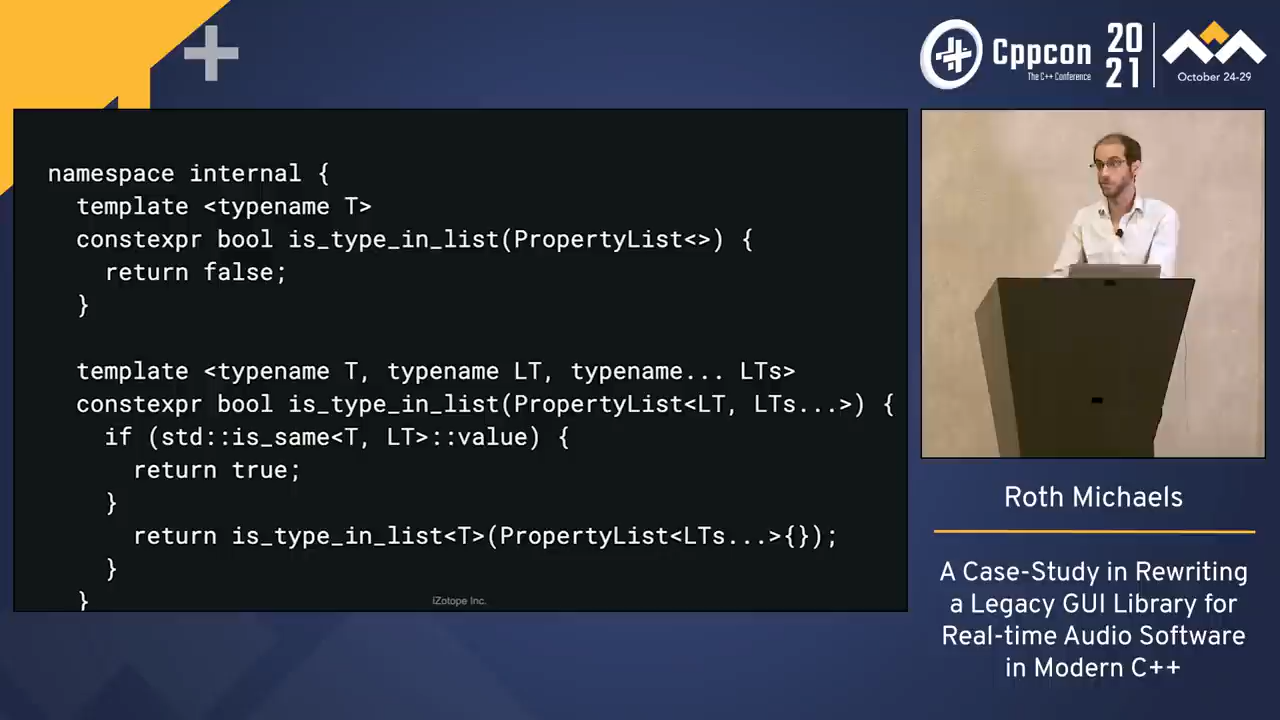 Cppcon
The C++ Conference
20
21
October 24-29
namespace internal {
template <typename T>
constexpr bool is_type_in_list(PropertyList<>) {
return false;
}
template <typename T, typename LT, typename... LTs>
constexpr bool is_type_in_list(PropertyList<LT, LTs...>) {
if (std::is_same<T, LT>::value) {
return true;
}
return is_type_in_list<T>(PropertyList<LTs...>{});
}
}
iZotope Inc.
Roth Michaels
A Case-Study in Rewriting
a Legacy GUI Library for
Real-time Audio Software
in Modern C++